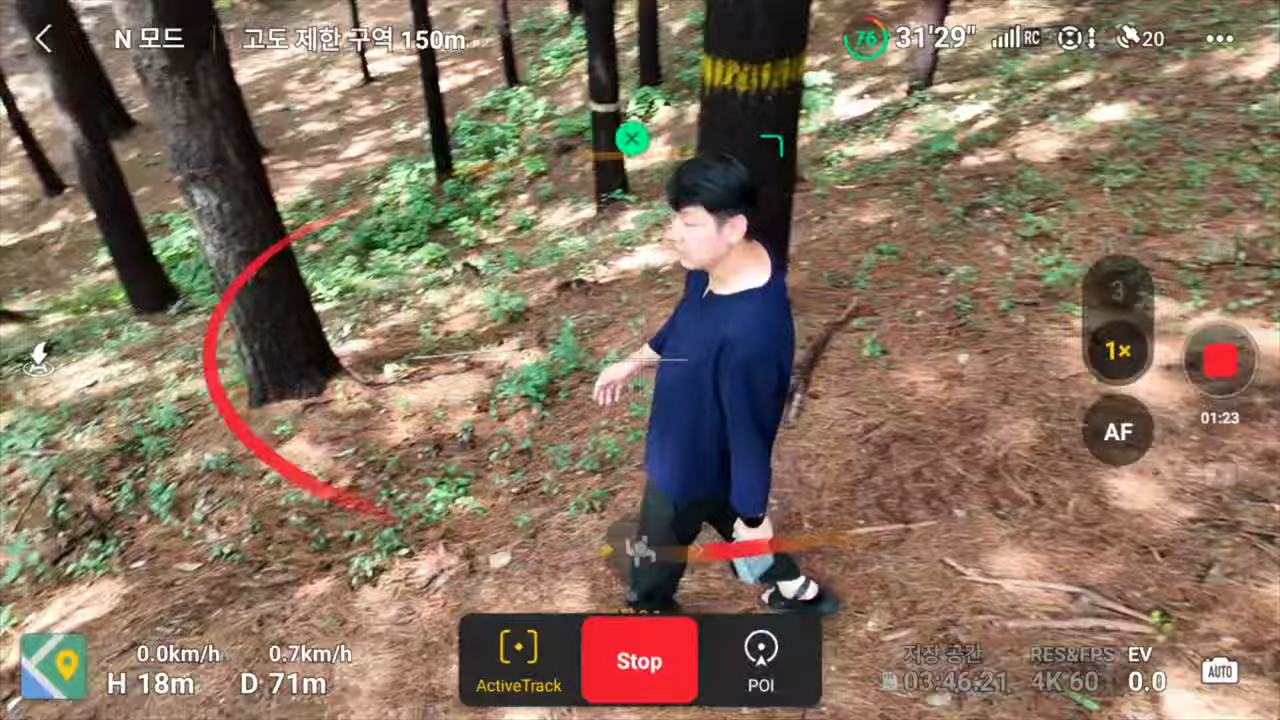 N 모드
고도 제한 구역 150m
76
31'29"
RC
20
3
1×
AF
01:23
0.0km/h
0.7km/h
H 18m
D 71m
ActiveTrack
Stop
POI
저장 공간
03:46:21
RES&FPS
4K 60
EV
0.0
AUTO